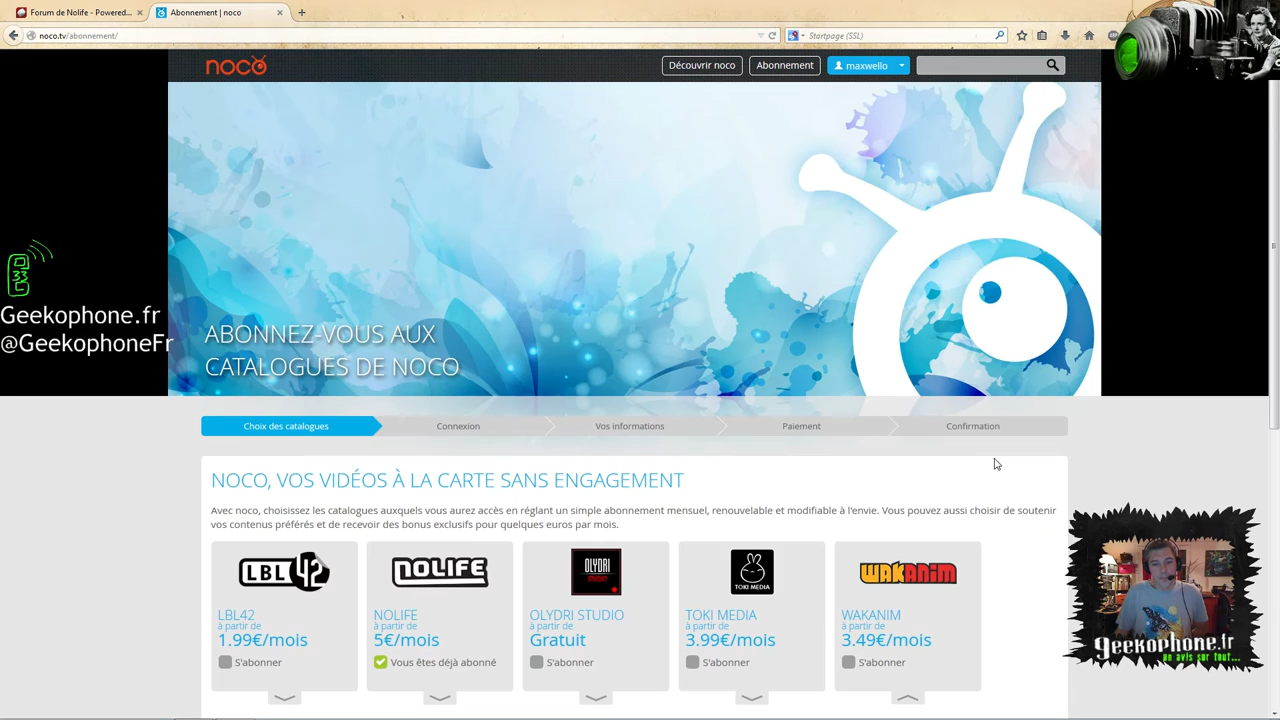 Forum de Nolife - Powered...
Abonnement | noco
noco.tv/abonnement/
Startpage (SSL)
noco
Découvrir noco
Abonnement
maxwello
Geekophone.fr
@GeekophoneFr
ABONNEZ-VOUS AUX
CATALOGUES DE NOCO
Choix des catalogues
Connexion
Vos informations
Paiement
Confirmation
NOCO, VOS VIDÉOS À LA CARTE SANS ENGAGEMENT
Avec noco, choisissez les catalogues auxquels vous aurez accès en réglant un simple abonnement mensuel, renouvelable et modifiable à l'envie. Vous pouvez aussi choisir de soutenir
vos contenus préférés et de recevoir des bonus exclusifs pour quelques euros par mois.
LBL42
NOLIFE
OLYDRI
STUDIO
TOKI MEDIA
WAKANIM
LBL42
à partir de
1.99€/mois
S'abonner
NOLIFE
à partir de
5€/mois
Vous êtes déjà abonné
OLYDRI STUDIO
à partir de
Gratuit
S'abonner
TOKI MEDIA
à partir de
3.99€/mois
S'abonner
WAKANIM
à partir de
3.49€/mois
S'abonner
geekophone.fr
un avis sur tout...